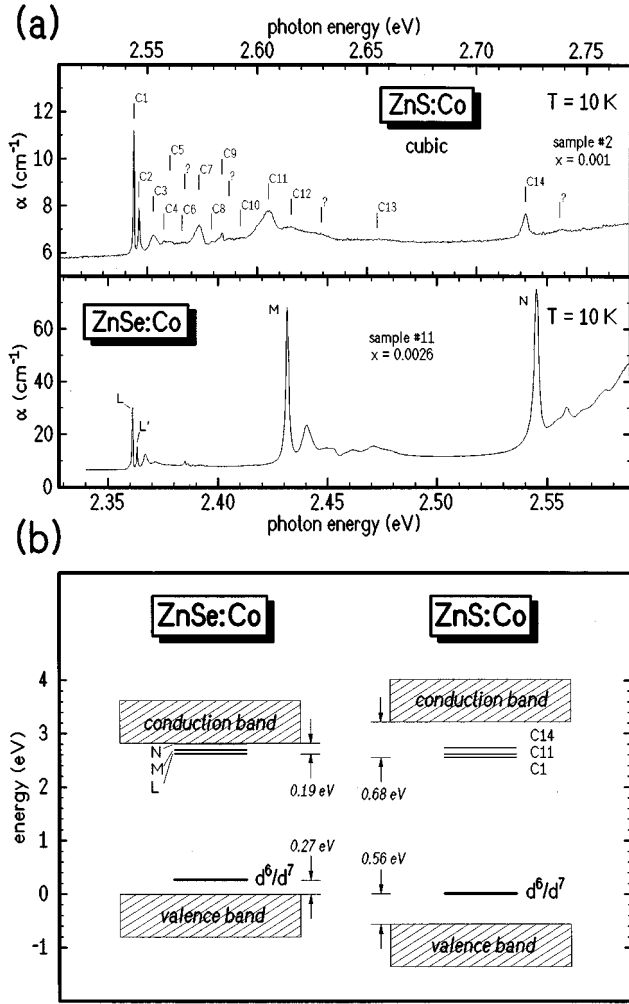 (a)
photon energy (eV)
2.55 2.60 2.65 2.70 2.75
12
10
8
6
α (cm⁻¹)
C1
C2
C3
C4
C5
?
C6
C7
C8
C9
?
C10
C11
C12
?
C13
C14
?
ZnS:Co
cubic
T = 10 K
sample #2
x = 0.001
60
40
20
0
α (cm⁻¹)
ZnSe:Co
L
L'
M
N
sample #11
x = 0.0026
T = 10 K
2.35 2.40 2.45 2.50 2.55
photon energy (eV)
(b)
ZnSe:Co ZnS:Co
energy (eV)
4
3
2
1
0
-1
conduction band
N
M
L
0.19 eV
0.27 eV
d⁶/d⁷
valence band
conduction band
C14
C11
C1
0.68 eV
0.56 eV
d⁶/d⁷
valence band